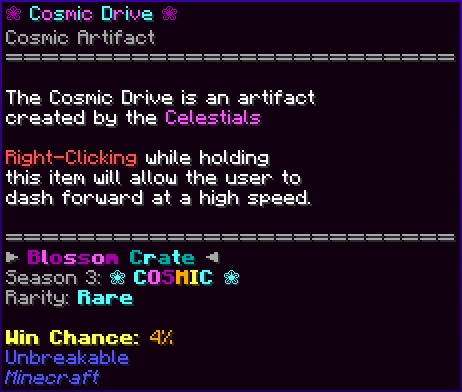 ❀ Cosmic Drive ❀
Cosmic Artifact
================================
The Cosmic Drive is an artifact
created by the Celestials
Right-Clicking while holding
this item will allow the user to
dash forward at a high speed.
================================
► Blossom Crate ◄
Season 3: ❀ COSMIC ❀
Rarity: Rare
Win Chance: 4%
Unbreakable
Minecraft